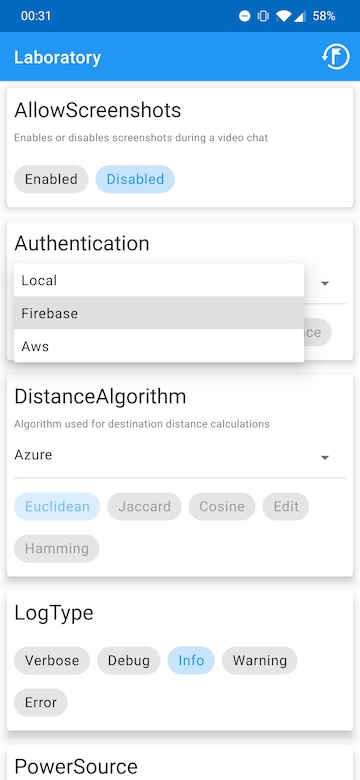 00:31
58%
Laboratory
AllowScreenshots
Enables or disables screenshots during a video chat
Enabled Disabled
Authentication
Local
Firebase
Aws
DistanceAlgorithm
Algorithm used for destination distance calculations
Azure
Euclidean Jaccard Cosine Edit
Hamming
LogType
Verbose Debug Info Warning
Error
PowerSource